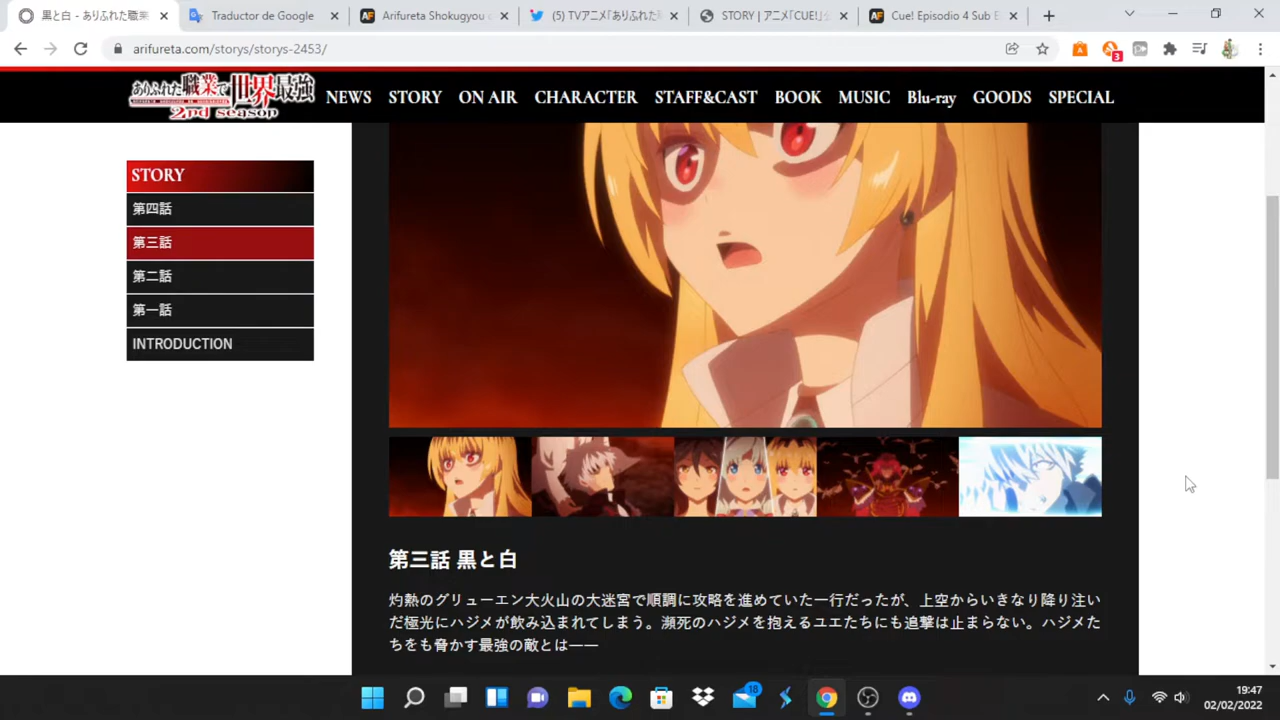 黒と白 - ありふれた職業
Traductor de Google
Arifureta Shokugyou
(5) TVアニメ「ありふれた職
STORY | アニメ「CUE!」公
Cue! Episodio 4 Sub E
arifureta.com/storys/storys-2453/
3
ありふれた職業で世界最強
2nd season
NEWS
STORY
ON AIR
CHARACTER
STAFF&CAST
BOOK
MUSIC
Blu-ray
GOODS
SPECIAL
STORY
第四話
第三話
第二話
第一話
INTRODUCTION
第三話 黒と白
灼熱のグリューエン大火山の大迷宮で順調に攻略を進めていた一行だったが、上空からいきなり降り注い
だ極光にハジメが飲み込まれてしまう。瀕死のハジメを抱えるユエたちにも追撃は止まらない。ハジメた
ちをも脅かす最強の敵とは——
18
19:47
02/02/2022